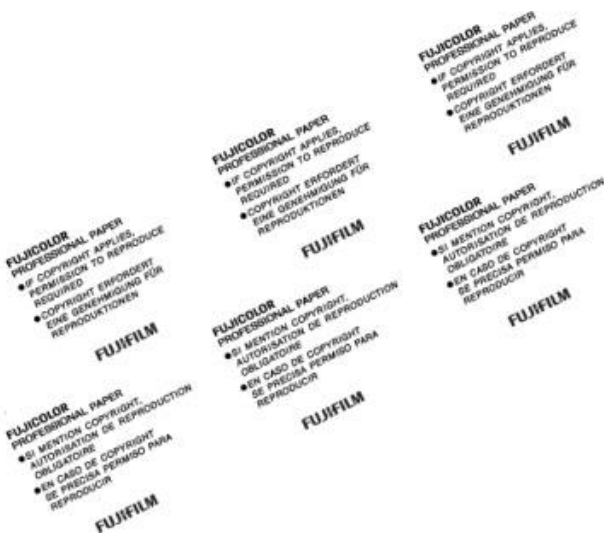 FUJICOLOR
PROFESSIONAL PAPER
●IF COPYRIGHT APPLIES,
PERMISSION TO REPRODUCE
REQUIRED
●COPYRIGHT ERFORDERT
EINE GENEHMIGUNG FÜR
REPRODUKTIONEN
FUJIFILM
FUJICOLOR
PROFESSIONAL PAPER
●IF COPYRIGHT APPLIES,
PERMISSION TO REPRODUCE
REQUIRED
●COPYRIGHT ERFORDERT
EINE GENEHMIGUNG FÜR
REPRODUKTIONEN
FUJIFILM
FUJICOLOR
PROFESSIONAL PAPER
●IF COPYRIGHT APPLIES,
PERMISSION TO REPRODUCE
REQUIRED
●COPYRIGHT ERFORDERT
EINE GENEHMIGUNG FÜR
REPRODUKTIONEN
FUJIFILM
FUJICOLOR
PROFESSIONAL PAPER
●SI MENTION COPYRIGHT,
AUTORISATION DE REPRODUCTION
OBLIGATOIRE
●EN CASO DE COPYRIGHT
SE PRECISA PERMISO PARA
REPRODUCIR
FUJIFILM
FUJICOLOR
PROFESSIONAL PAPER
●SI MENTION COPYRIGHT,
AUTORISATION DE REPRODUCTION
OBLIGATOIRE
●EN CASO DE COPYRIGHT
SE PRECISA PERMISO PARA
REPRODUCIR
FUJIFILM
FUJICOLOR
PROFESSIONAL PAPER
●SI MENTION COPYRIGHT,
AUTORISATION DE REPRODUCTION
OBLIGATOIRE
●EN CASO DE COPYRIGHT
SE PRECISA PERMISO PARA
REPRODUCIR
FUJIFILM